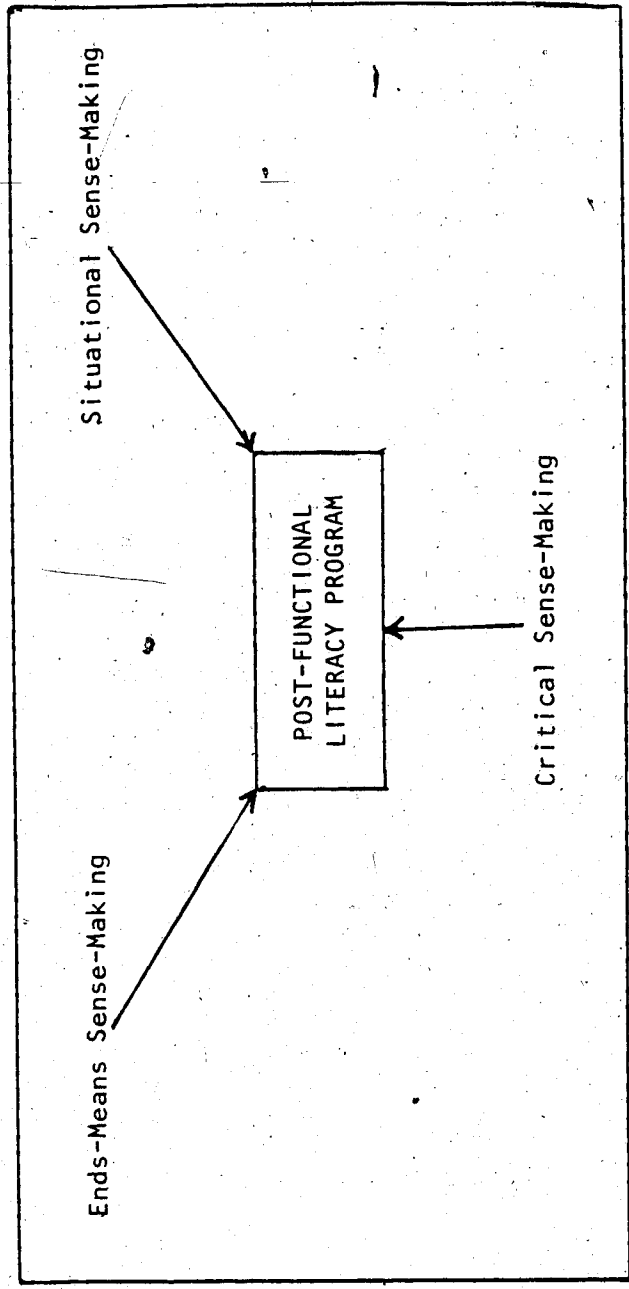 Ends-Means Sense-Making
Situational Sense-Making
POST-FUNCTIONAL
LITERACY PROGRAM
Critical Sense-Making